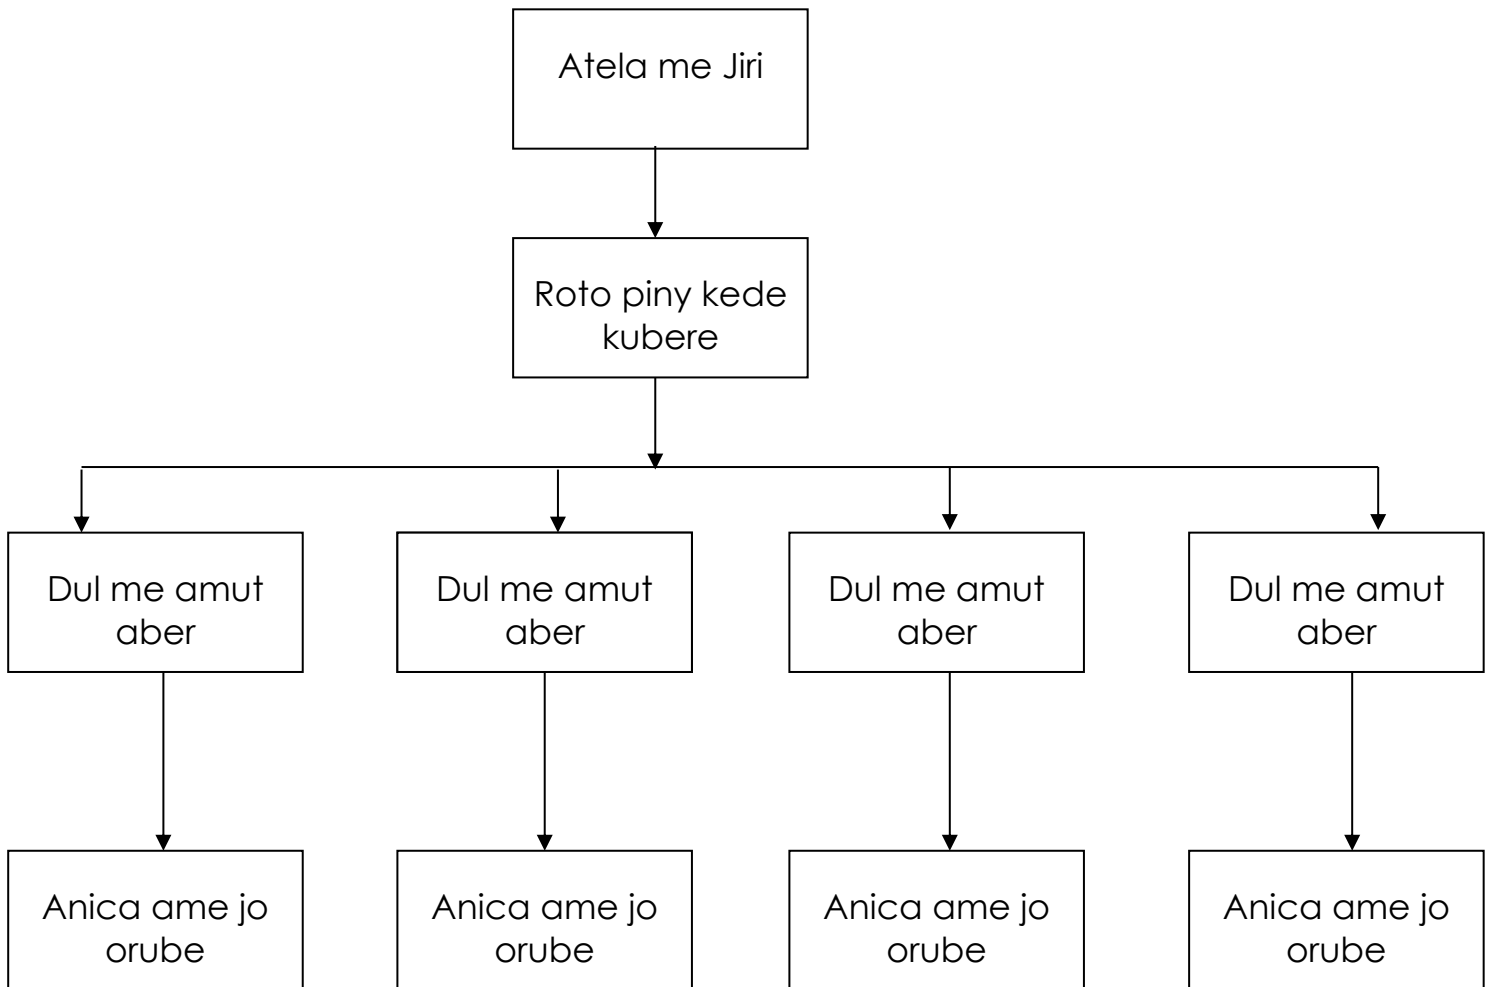 Atela me Jiri
Roto piny kede
kubere
Dul me amut
aber
Dul me amut
aber
Dul me amut
aber
Dul me amut
aber
Anica ame jo
orube
Anica ame jo
orube
Anica ame jo
orube
Anica ame jo
orube